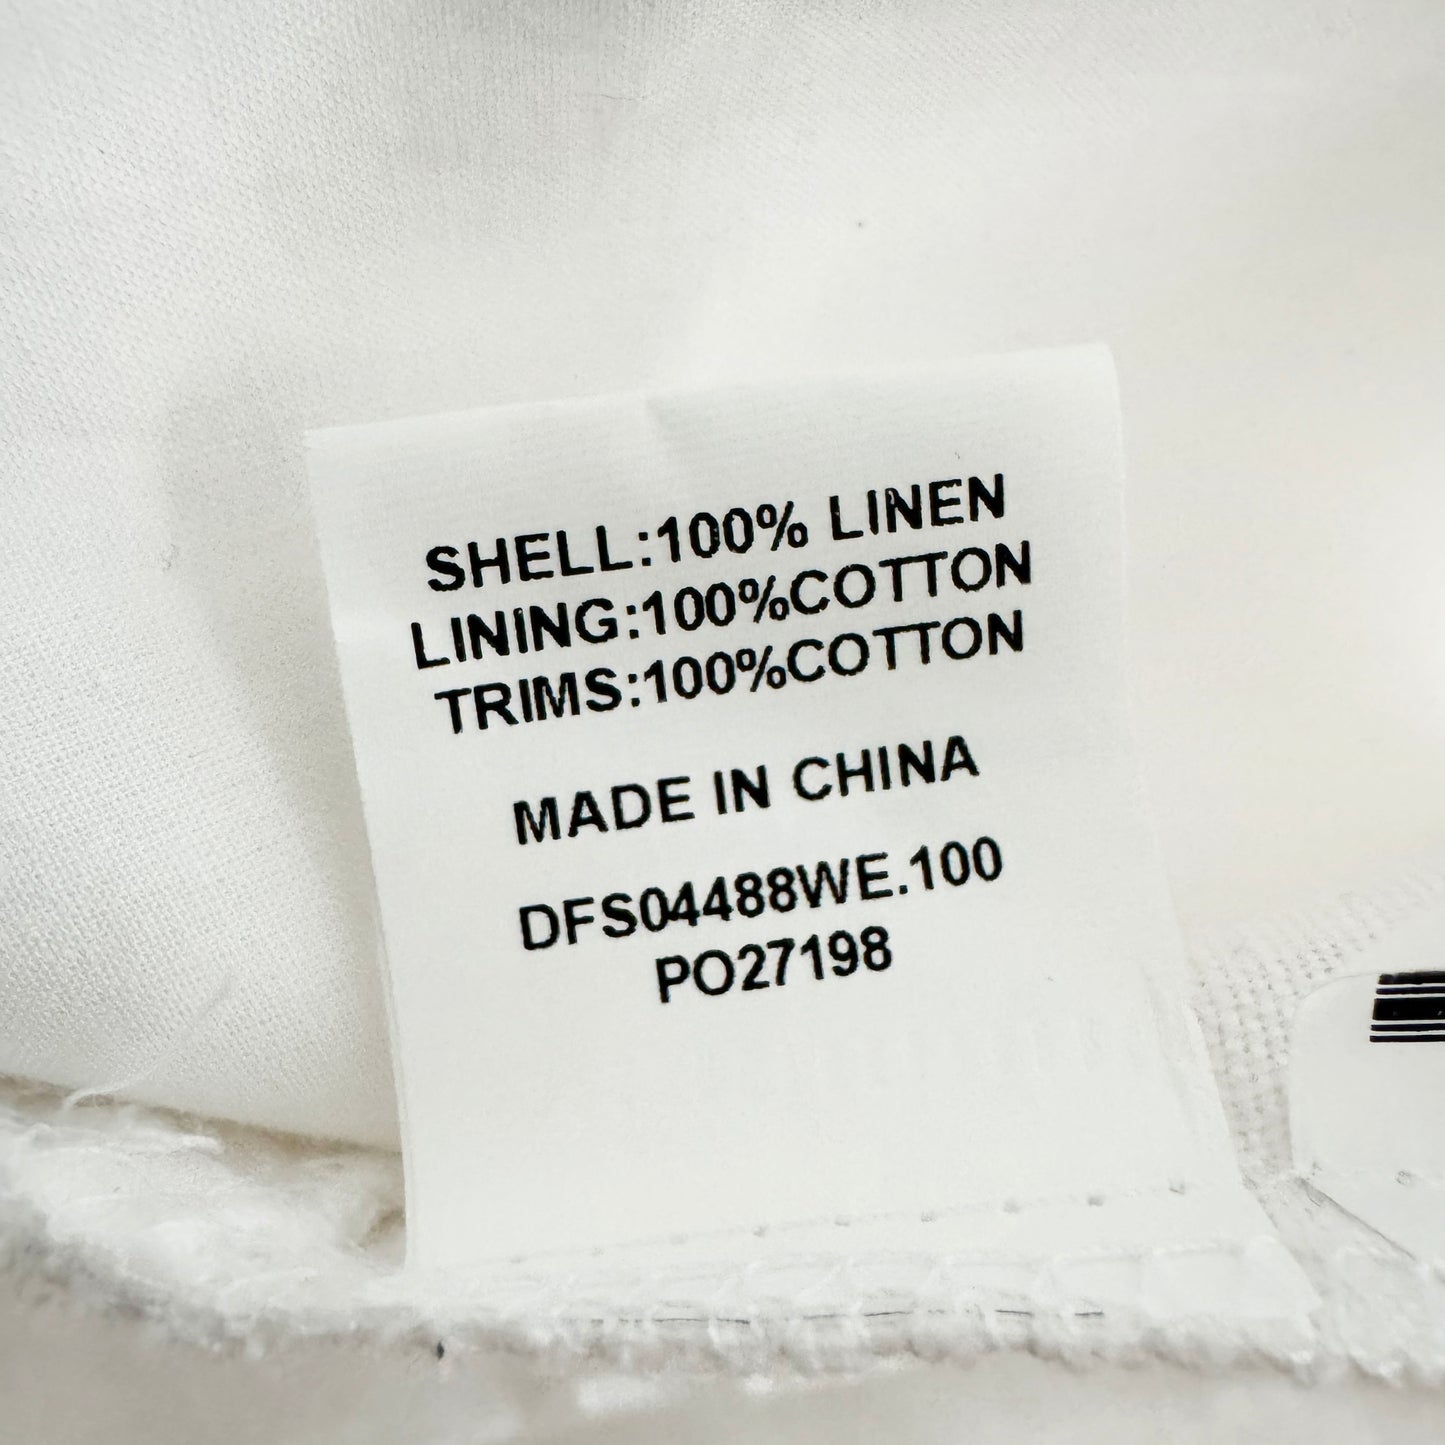 SHELL:100% LINEN
LINING:100%COTTON
TRIMS:100%COTTON
MADE IN CHINA
DFS04488WE.100
PO27198